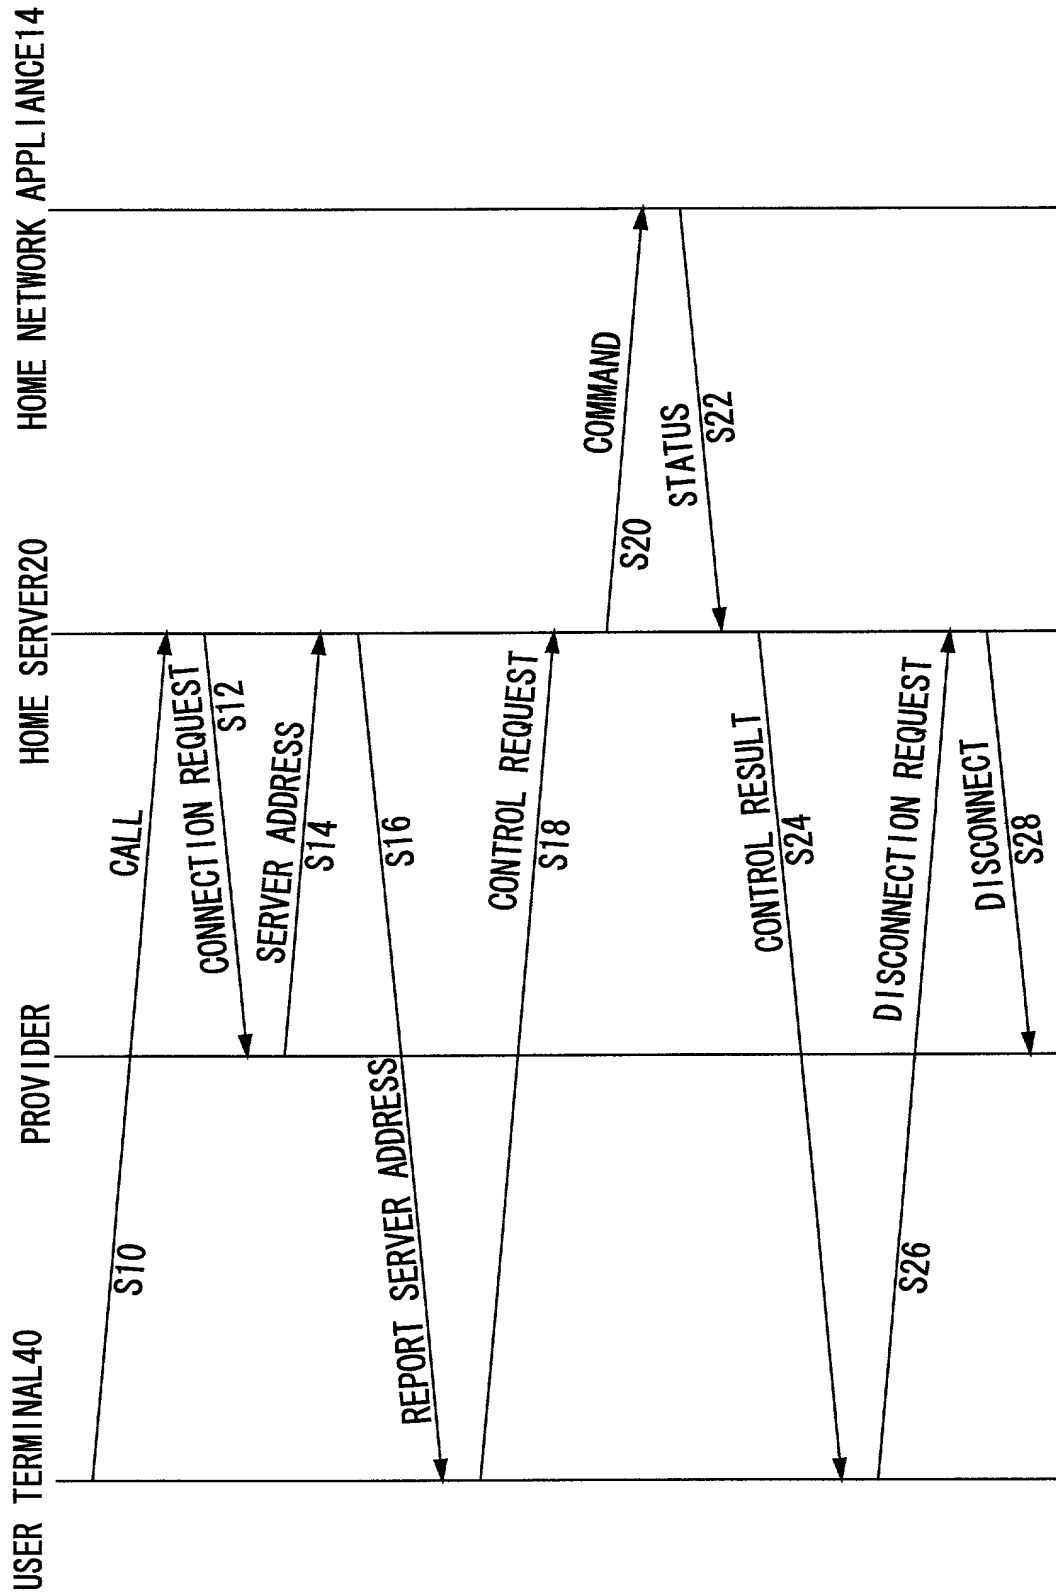 USER TERMINAL40
PROVIDER
HOME SERVER20
HOME NETWORK APPLIANCE14
S10
CALL
CONNECTION REQUEST
S12
SERVER ADDRESS
S14
REPORT SERVER ADDRESS
S16
CONTROL REQUEST
S18
S20
COMMAND
STATUS
S22
CONTROL RESULT
S24
S26
DISCONNECTION REQUEST
DISCONNECT
S28